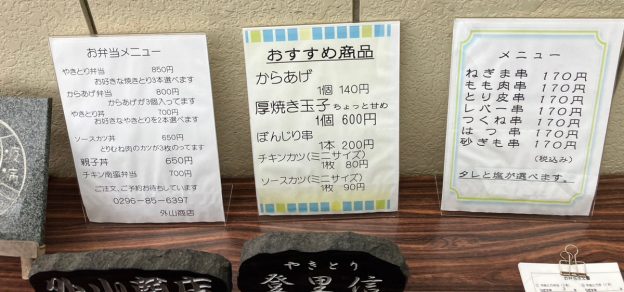 お弁当メニュー
やきとり弁当 850円
お好きな焼きとり3本選べます
からあげ弁当 800円
からあげが3個入ってます
やきとり丼 700円
お好きなやきとりを2本選べます
ソースカツ丼 650円
とりむね肉のカツが3枚のってます
親子丼 650円
チキン南蛮弁当 700円
ご注文、ご予約お待ちしています
0296-85-6397
外山商店
おすすめ商品
からあげ
1個 140円
厚焼き玉子 ちょっと甘め
1個 600円
ぼんじり串
1本 200円
チキンカツ(ミニサイズ)
1枚 80円
ソースカツ(ミニサイズ)
1枚 90円
メニュー
ねぎま串 170円
もも肉串 170円
とり皮串 170円
レバー串 170円
つくね串 170円
はつ串 170円
砂ぎも串 170円
(税込み)
タレと塩が選べます。
外山商店
やきとり
登里信